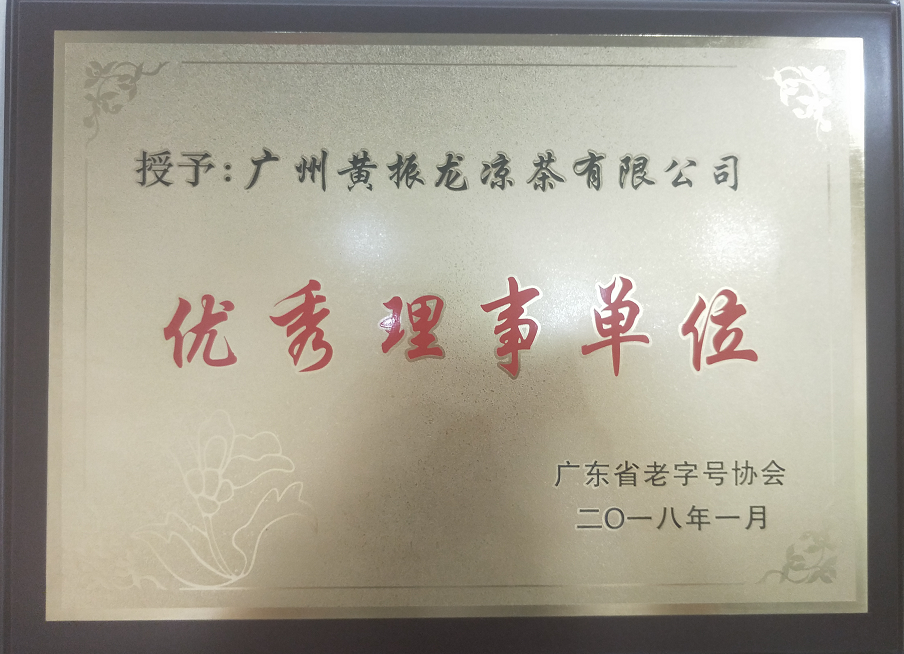 授予:广州黄振龙凉茶有限公司
优秀理事单位
广东省老字号协会
二O一八年一月